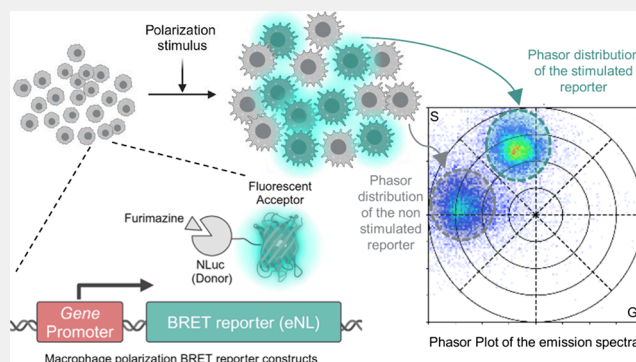 Polarization
stimulus
Phasor distribution
of the stimulated
reporter
S
Phasor
distribution
of the non
stimulated
reporter
Fluorescent
Acceptor
Furimazine
NLuc
(Donor)
G
Gene
Promoter
BRET reporter (eNL)
Phasor Plot of the emission spectra
Macrophage polarization BRET reporter constructs